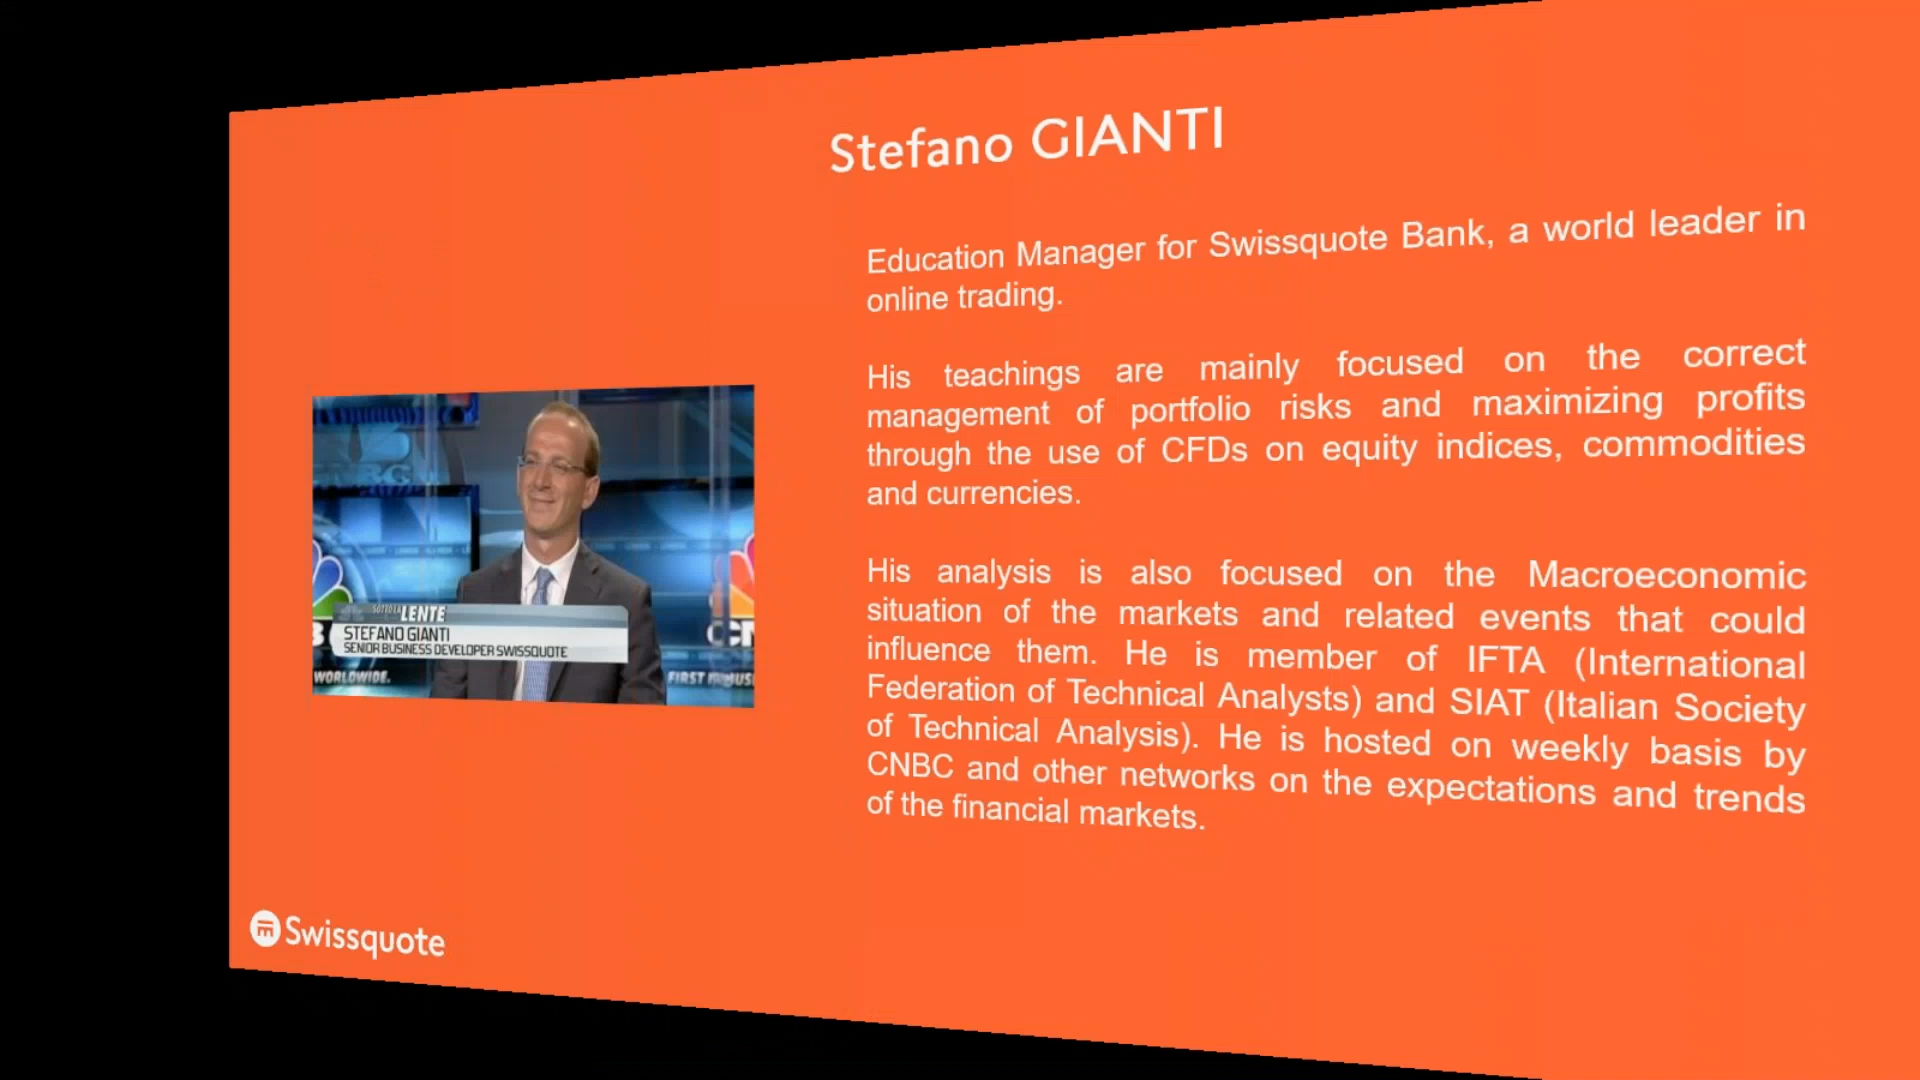 Stefano GIANTI
Education Manager for Swissquote Bank, a world leader in
online trading.
His teachings are mainly focused on the correct
management of portfolio risks and maximizing profits
through the use of CFDs on equity indices, commodities
and currencies.
His analysis is also focused on the Macroeconomic
situation of the markets and related events that could
influence them. He is member of IFTA (International
Federation of Technical Analysts) and SIAT (Italian Society
of Technical Analysis). He is hosted on weekly basis by
CNBC and other networks on the expectations and trends
of the financial markets.
SOTTO LA LENTE
STEFANO GIANTI
SENIOR BUSINESS DEVELOPER SWISSQUOTE
WORLDWIDE.
FIRST IN
Swissquote